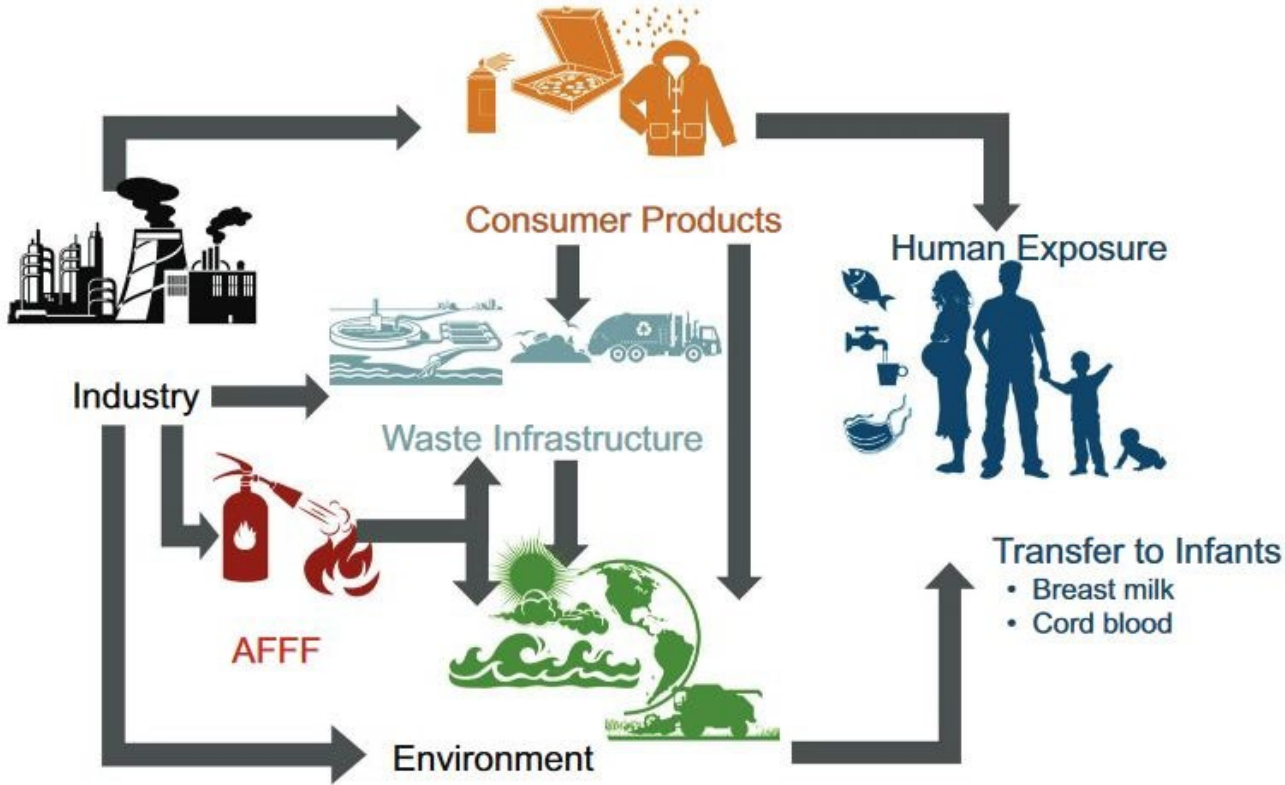 Consumer Products
Human Exposure
Industry
Waste Infrastructure
Transfer to Infants
• Breast milk
• Cord blood
AFFF
Environment